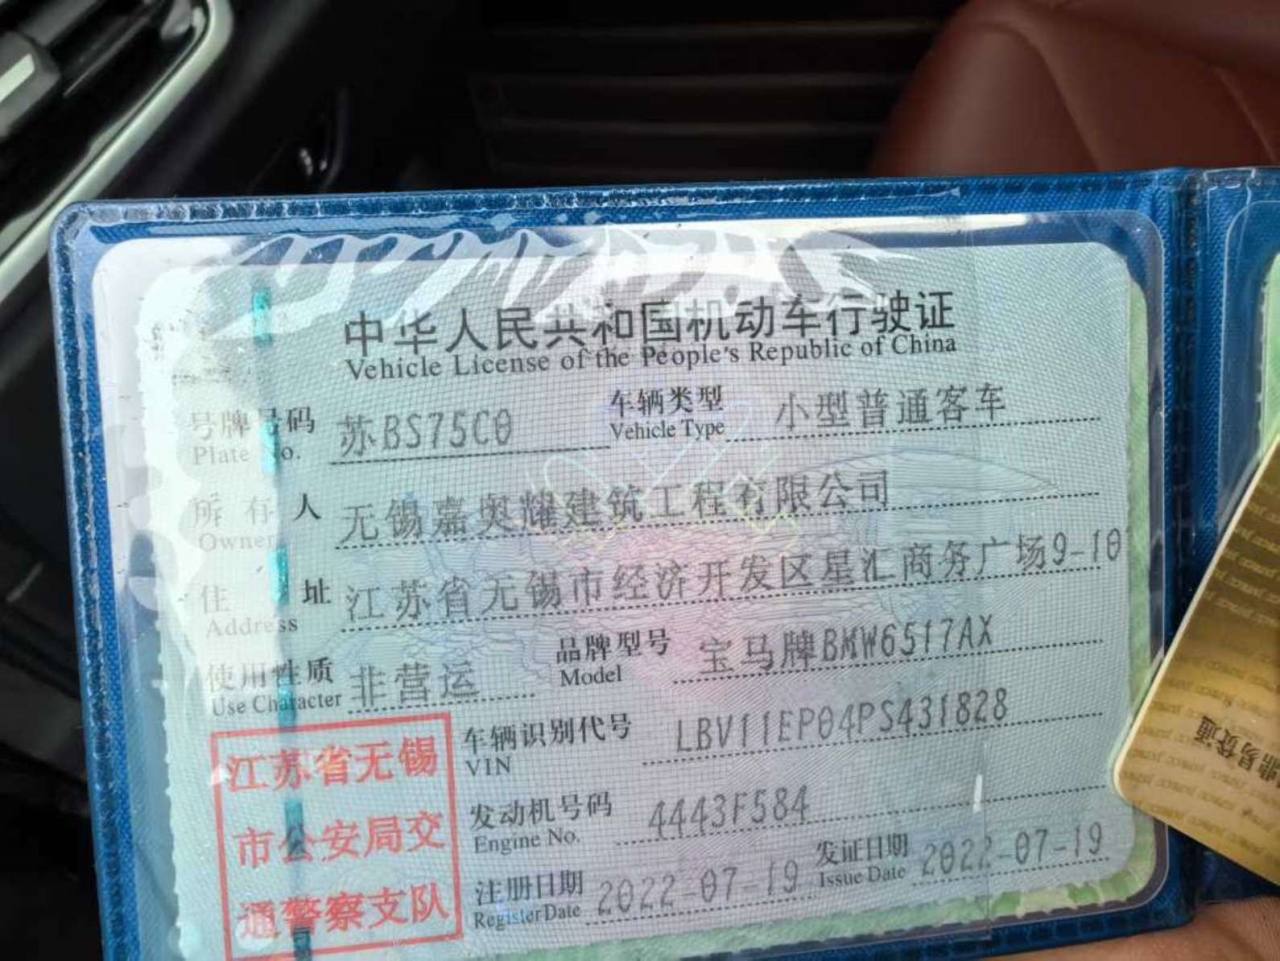 中华人民共和国机动车行驶证
Vehicle License of the People's Republic of China
号牌号码 苏BS75C0 车辆类型 小型普通客车
Plate No. Vehicle Type
所有人 无锡嘉奥耀建筑工程有限公司
Owner
住址 江苏省无锡市经济开发区星汇商务广场9-10
Address
使用性质 非营运 品牌型号 宝马牌BMW6517AX
Use Character Model
江苏省无锡
市公安局交
通警察支队
车辆识别代号 LBV11EP04PS431828
VIN
发动机号码 4443F584
Engine No.
注册日期 2022-07-19 发证日期 2022-07-19
Register Date Issue Date
易贷通